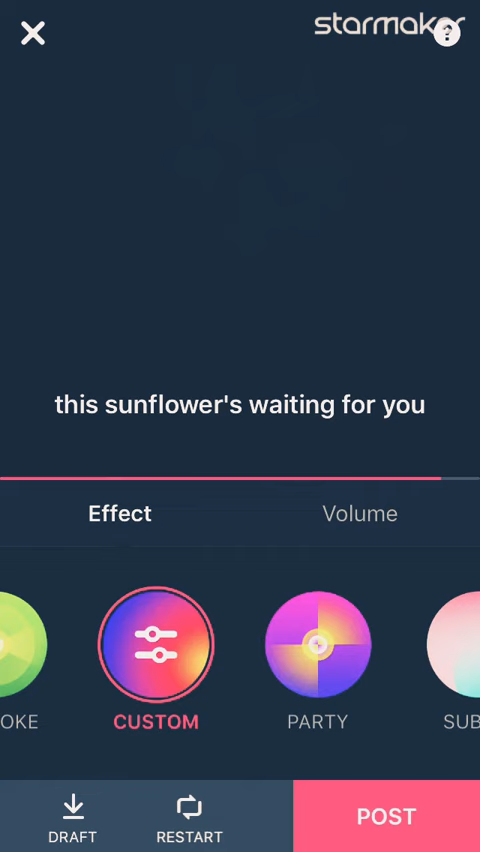 starmaker
?
this sunflower's waiting for you
Effect
Volume
OKE
CUSTOM
PARTY
SUB
DRAFT
RESTART
POST